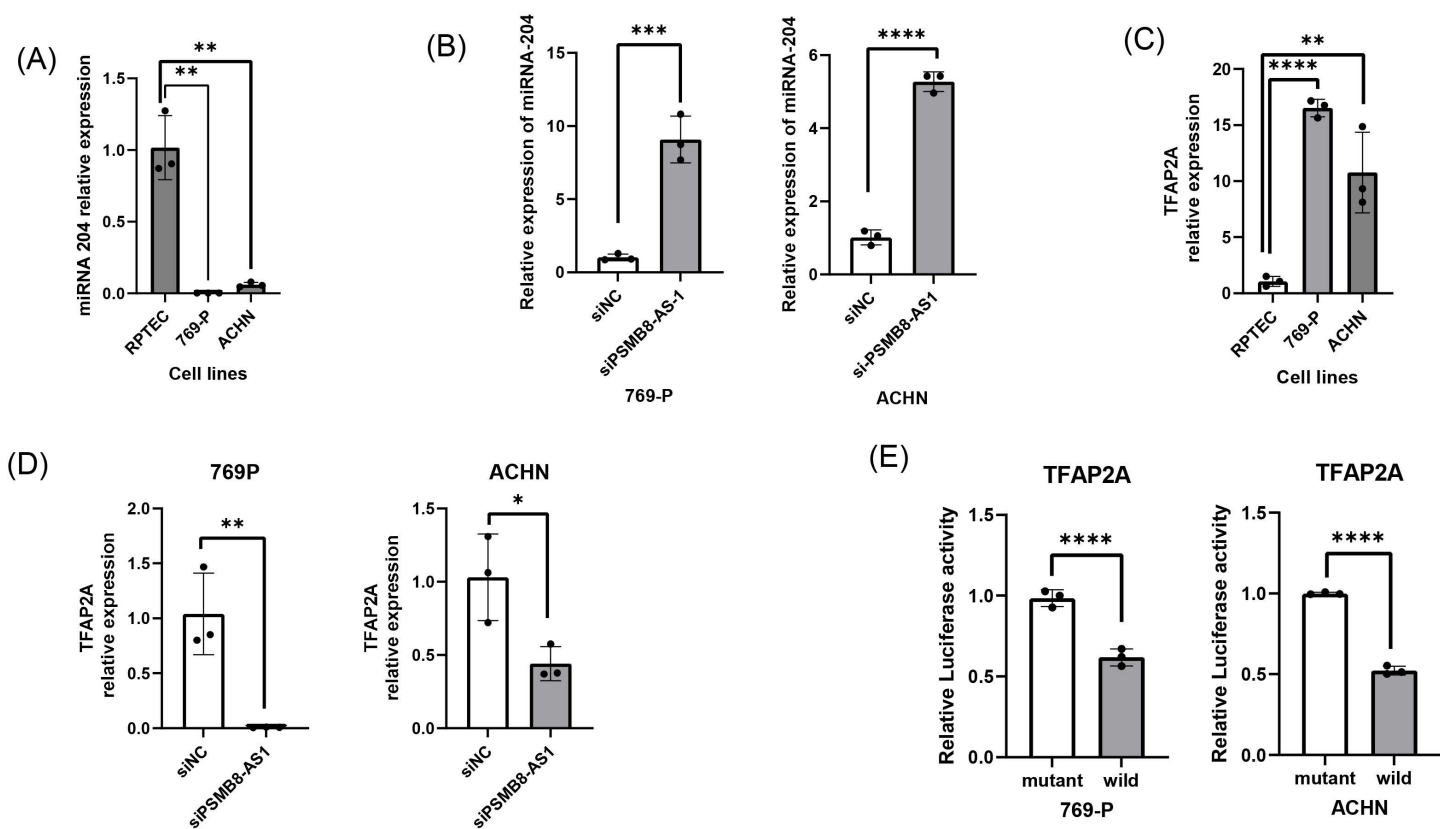 (A)
miRNA 204 relative expression
1.5
1.0
0.5
0.0
**
**
RPTEC
769-P
ACHN
Cell lines
(B)
Relative expression of miRNA-204
15
10
5
0
***
siNC
siPSMB8-AS-1
769-P
Relative expression of miRNA-204
6
4
2
0
****
siNC
si-PSMB8-AS1
ACHN
(C)
TFAP2A
relative expression
20
15
10
5
0
**
****
RPTEC
769-P
ACHN
Cell lines
(D)
769P
TFAP2A
relative expression
2.0
1.5
1.0
0.5
0.0
**
siNC
siPSMB8-AS1
ACHN
TFAP2A
relative expression
1.5
1.0
0.5
0.0
*
siNC
siPSMB8-AS1
(E)
TFAP2A
Relative Luciferase activity
1.5
1.0
0.5
0.0
****
mutant
wild
769-P
TFAP2A
Relative Luciferase activity
1.5
1.0
0.5
0.0
****
mutant
wild
ACHN